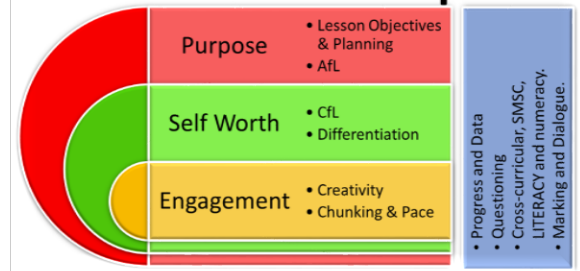 Purpose
• Lesson Objectives
& Planning
• AfL
Self Worth
• CfL
• Differentiation
Engagement
• Creativity
• Chunking & Pace
• Progress and Data
• Questioning
• Cross-curricular, SMSC,
LITERACY and numeracy.
• Marking and Dialogue.